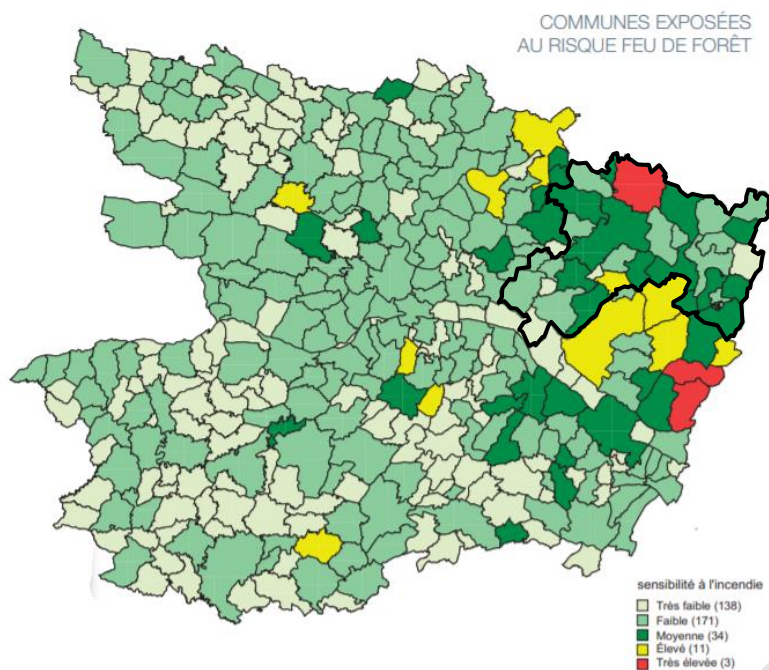 COMMUNES EXPOSÉES
AU RISQUE FEU DE FORÊT
sensibilité à l'incendie
Très faible (138)
Faible (171)
Moyenne (34)
Élevé (11)
Très élevée (3)